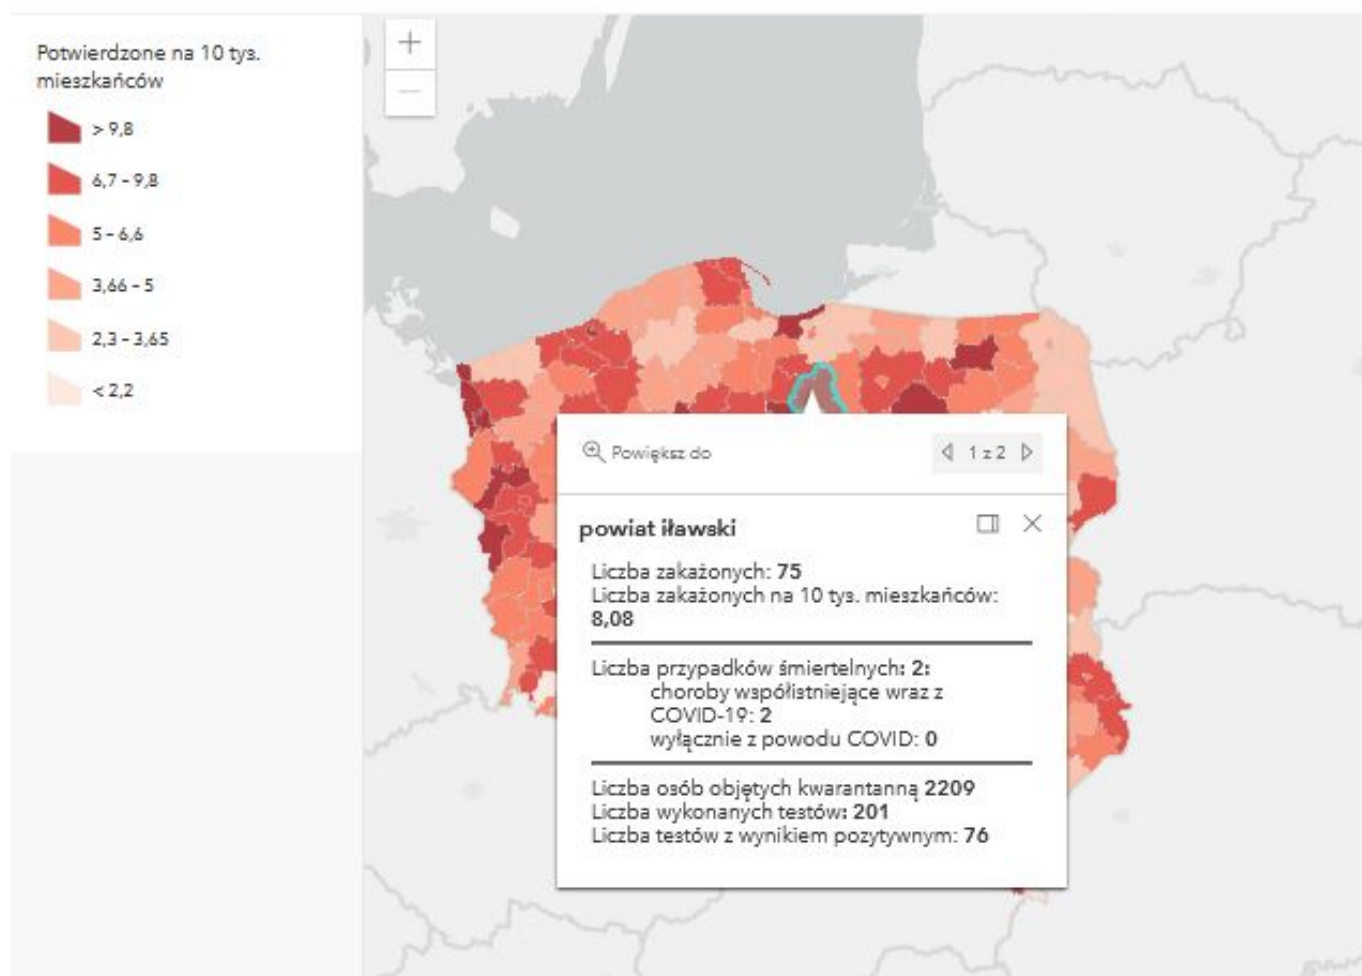 Potwierdzone na 10 tys.
mieszkańców
> 9,8
6,7 – 9,8
5 – 6,6
3,66 – 5
2,3 – 3,65
< 2,2
+
−
Powiększ do
1 z 2
powiat iławski
Liczba zakażonych: 75
Liczba zakażonych na 10 tys. mieszkańców:
8,08
Liczba przypadków śmiertelnych: 2:
choroby współistniejące wraz z
COVID-19: 2
wyłącznie z powodu COVID: 0
Liczba osób objętych kwarantanną 2209
Liczba wykonanych testów: 201
Liczba testów z wynikiem pozytywnym: 76